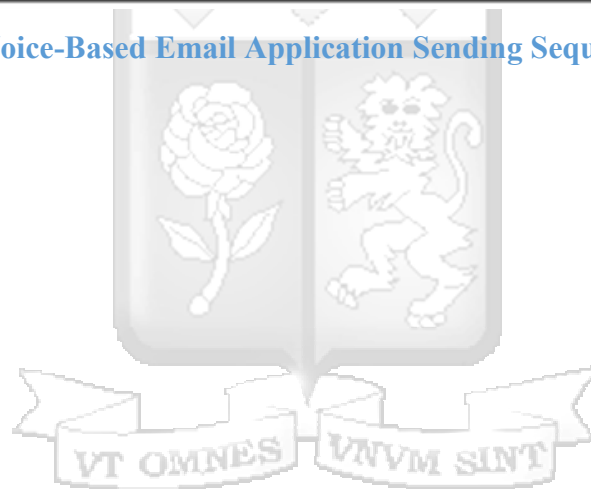 oice-Based Email Application Sending Sequ
VT OMNES VNVM SINT